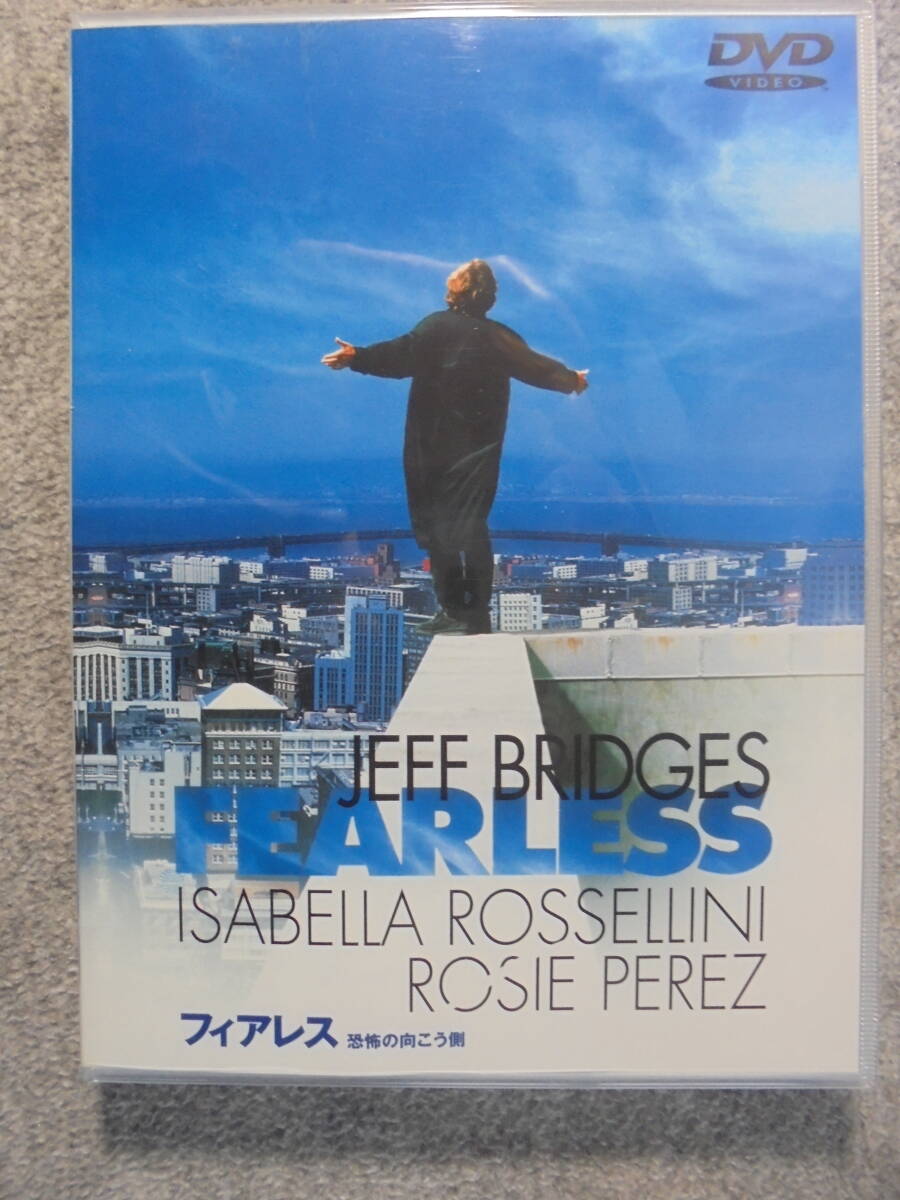 DVD
VIDEO
JEFF BRIDGES
FEARLESS
ISABELLA ROSSELLINI
ROSIE PEREZ
フィアレス 恐怖の向こう側